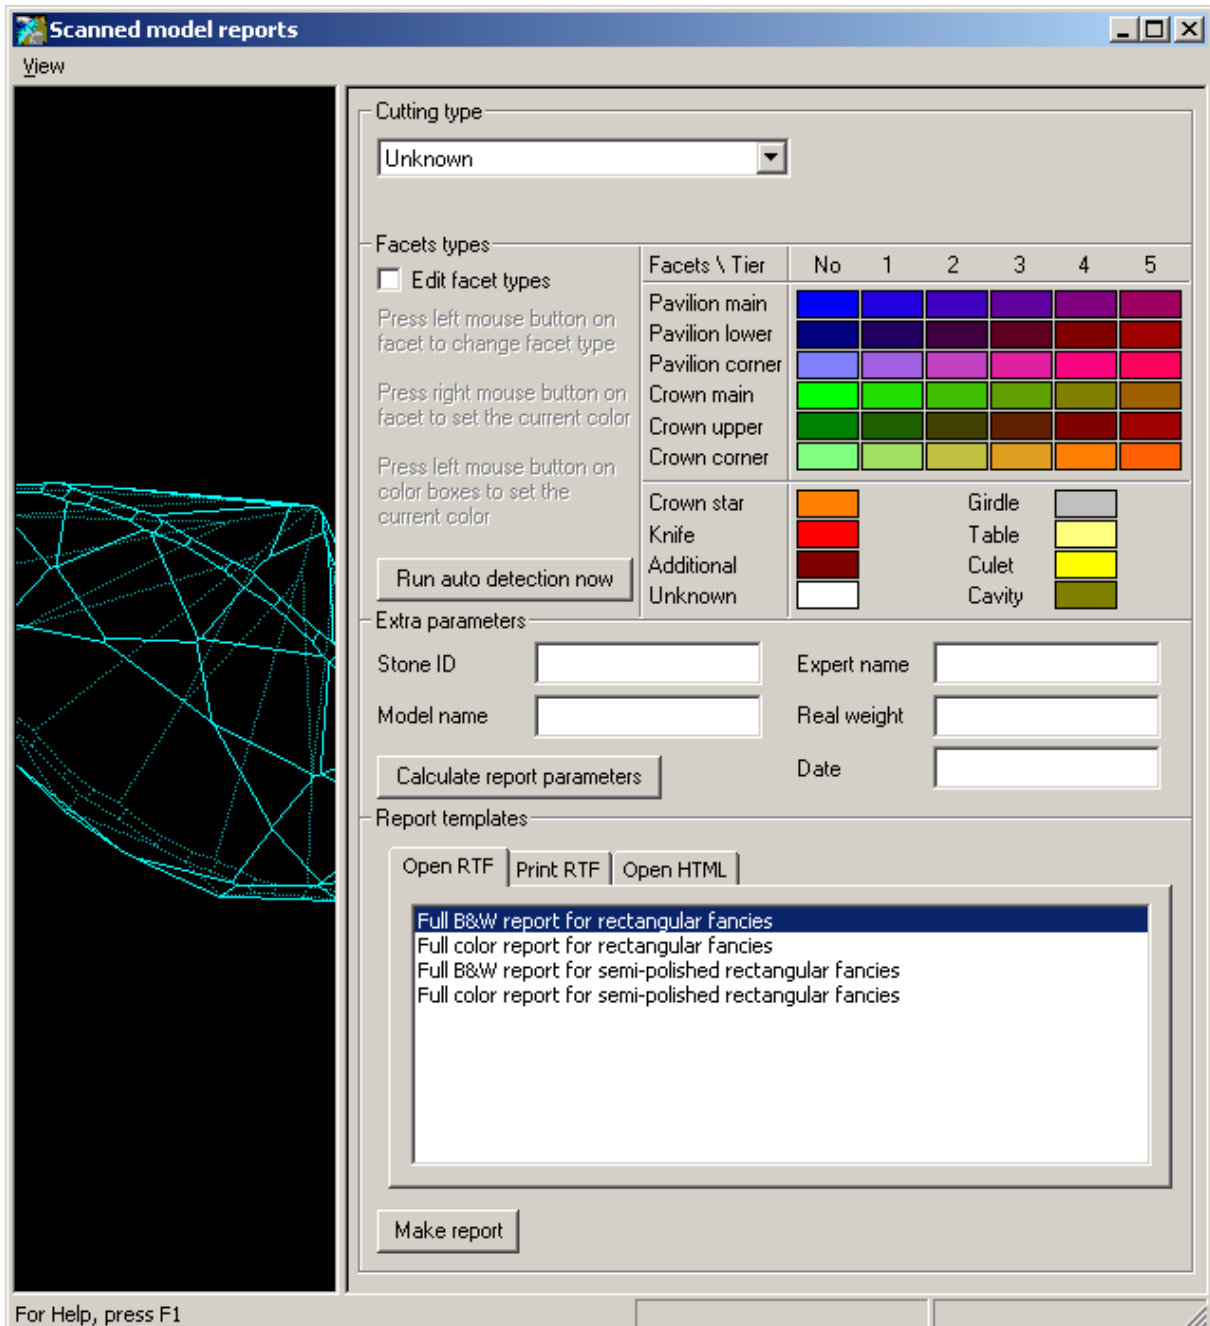 Scanned model reports
View
Cutting type
Unknown
Facets types
Edit facet types
Press left mouse button on
facet to change facet type
Press right mouse button on
facet to set the current color
Press left mouse button on
color boxes to set the
current color
Run auto detection now
Facets \ Tier No 1 2 3 4 5
Pavilion main
Pavilion lower
Pavilion corner
Crown main
Crown upper
Crown corner
Crown star Girdle
Knife Table
Additional Culet
Unknown Cavity
Extra parameters
Stone ID Expert name
Model name Real weight
Calculate report parameters Date
Report templates
Open RTF Print RTF Open HTML
Full B&W report for rectangular fancies
Full color report for rectangular fancies
Full B&W report for semi-polished rectangular fancies
Full color report for semi-polished rectangular fancies
Make report
For Help, press F1